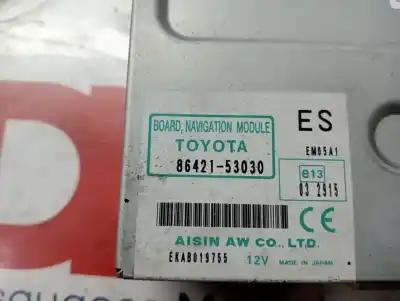 BOARD, NAVIGATION MODULE
TOYOTA
86421-53030
ES
EM05A1
e13
03 2915
CE
AISIN AW CO., LTD.
EKAB019755 12V MADE IN JAPAN